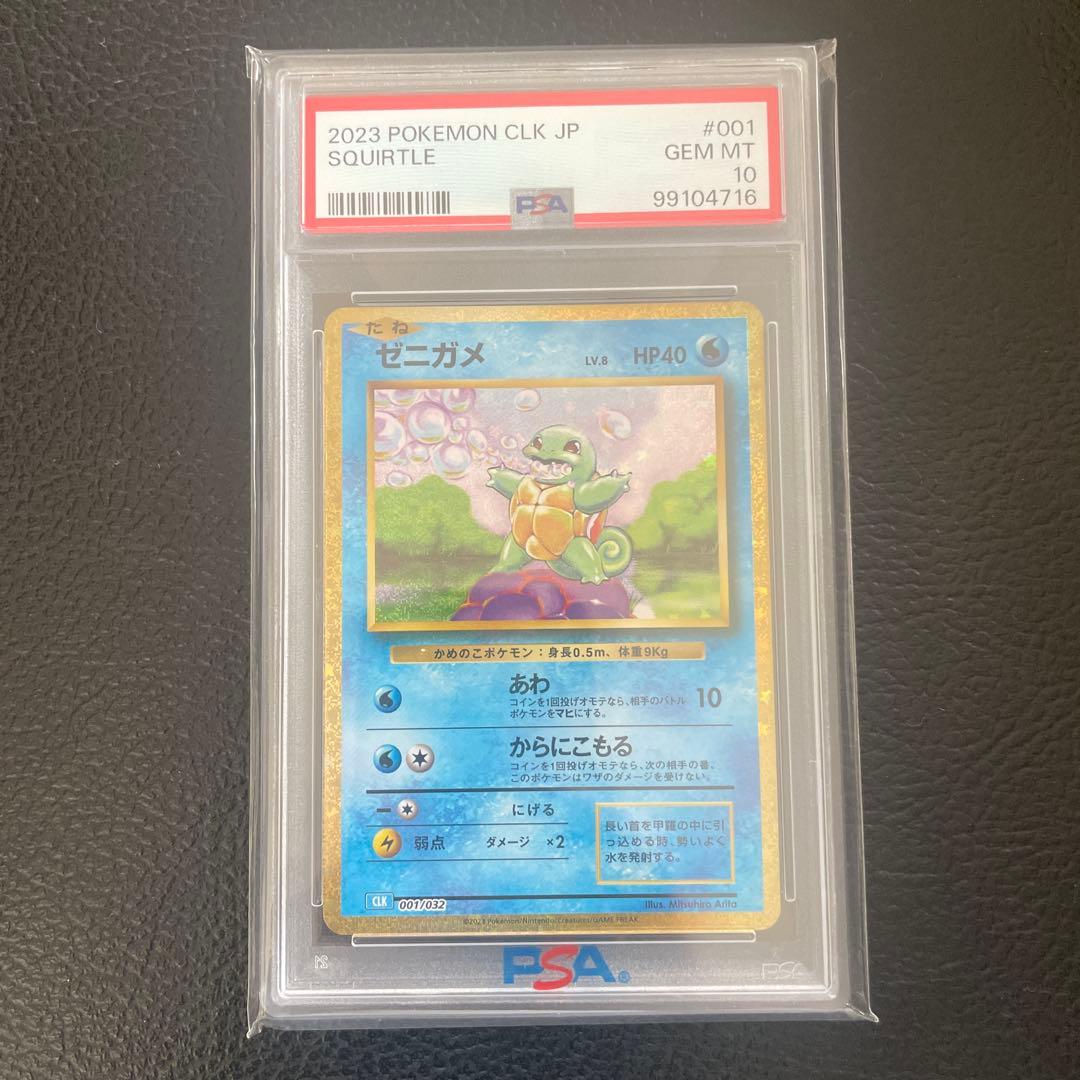 2023 POKEMON CLK JP #001
SQUIRTLE GEM MT
10
PSA 99104716
たね
ゼニガメ LV.8 HP40
かめのこポケモン：身長0.5m、体重9Kg
あわ 10
コインを1回投げオモテなら、相手のバトル
ポケモンをマヒにする。
からにこもる
コインを1回投げオモテなら、次の相手の番、
このポケモンはワザのダメージを受けない。
にげる
弱点 ダメージ ×2
長い首を甲羅の中に引
っ込める時、勢いよく
水を発射する。
CLK 001/032 Illus. Mitsuhiro Arita
©2023 Pokémon/Nintendo/Creatures/GAME FREAK
PSA®
PSA